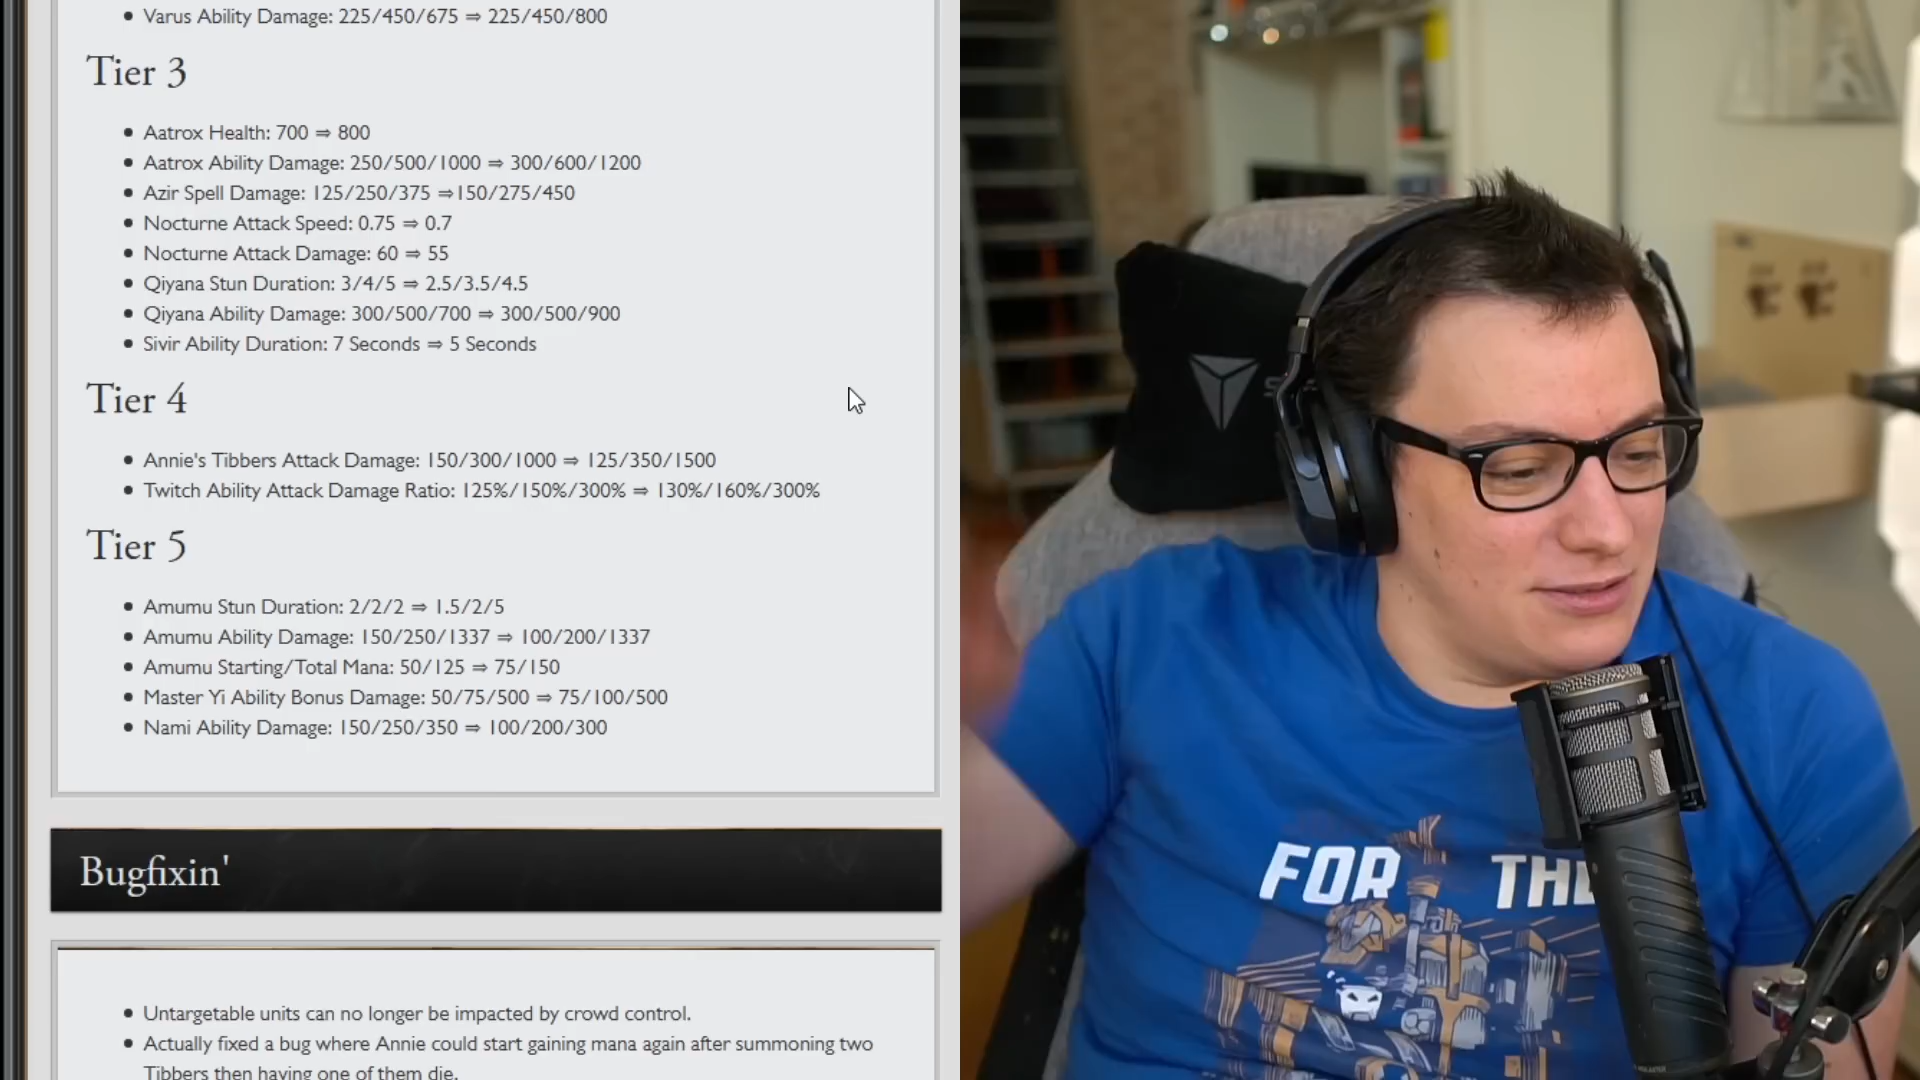 Varus Ability Damage: 225/450/675 ⇒ 225/450/800
Tier 3
Aatrox Health: 700 ⇒ 800
Aatrox Ability Damage: 250/500/1000 ⇒ 300/600/1200
Azir Spell Damage: 125/250/375 ⇒150/275/450
Nocturne Attack Speed: 0.75 ⇒ 0.7
Nocturne Attack Damage: 60 ⇒ 55
Qiyana Stun Duration: 3/4/5 ⇒ 2.5/3.5/4.5
Qiyana Ability Damage: 300/500/700 ⇒ 300/500/900
Sivir Ability Duration: 7 Seconds ⇒ 5 Seconds
Tier 4
Annie's Tibbers Attack Damage: 150/300/1000 ⇒ 125/350/1500
Twitch Ability Attack Damage Ratio: 125%/150%/300% ⇒ 130%/160%/300%
Tier 5
Amumu Stun Duration: 2/2/2 ⇒ 1.5/2/5
Amumu Ability Damage: 150/250/1337 ⇒ 100/200/1337
Amumu Starting/Total Mana: 50/125 ⇒ 75/150
Master Yi Ability Bonus Damage: 50/75/500 ⇒ 75/100/500
Nami Ability Damage: 150/250/350 ⇒ 100/200/300
Bugfixin'
Untargetable units can no longer be impacted by crowd control.
Actually fixed a bug where Annie could start gaining mana again after summoning two
Tibbers then having one of them die.
FOR THE